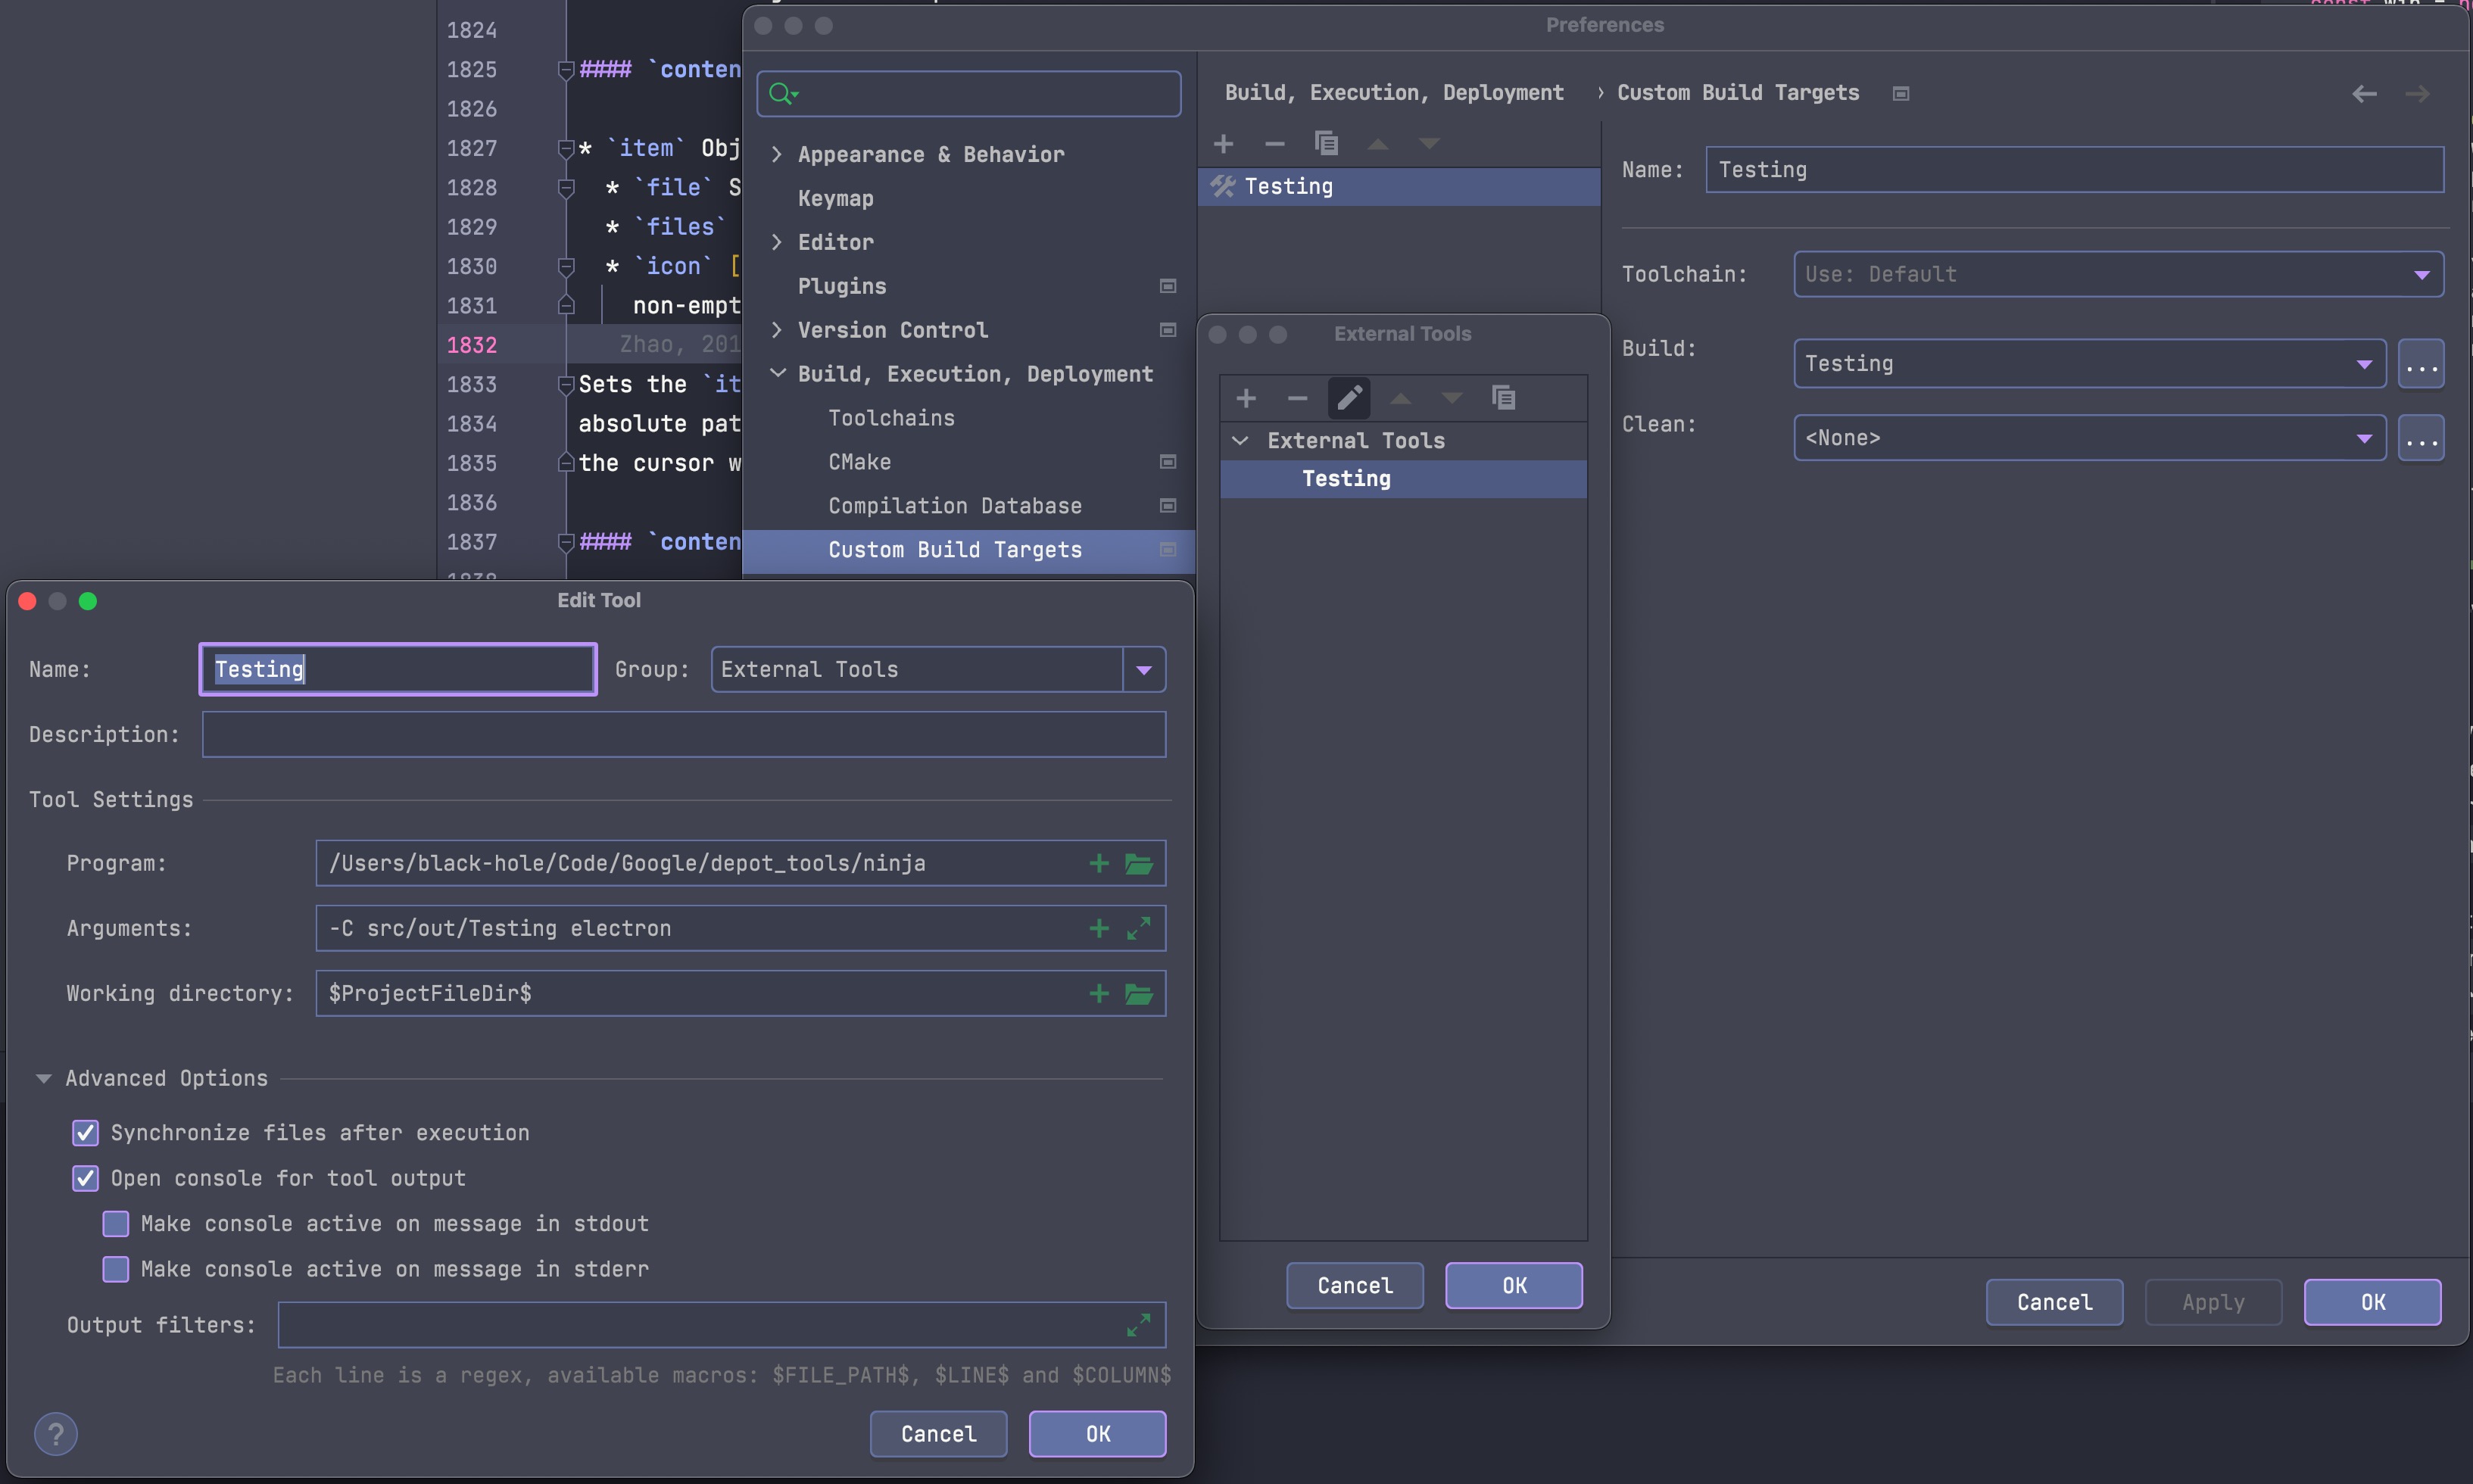 1824
1825 #### `conten
1826
1827 * `item` Obj
1828 * `file` S
1829 * `files`
1830 * `icon` [
1831 non-empt
1832 Zhao, 201
1833 Sets the `it
1834 absolute pat
1835 the cursor w
1836
1837 #### `conten
Preferences
Appearance & Behavior
Keymap
Editor
Plugins
Version Control
Build, Execution, Deployment
Toolchains
CMake
Compilation Database
Custom Build Targets
Build, Execution, Deployment › Custom Build Targets
Testing
Name: Testing
Toolchain: Use: Default
Build: Testing ...
Clean: <None> ...
Cancel Apply OK
External Tools
External Tools
Testing
Cancel OK
Edit Tool
Name: Testing Group: External Tools
Description:
Tool Settings
Program: /Users/black-hole/Code/Google/depot_tools/ninja
Arguments: -C src/out/Testing electron
Working directory: $ProjectFileDir$
Advanced Options
Synchronize files after execution
Open console for tool output
Make console active on message in stdout
Make console active on message in stderr
Output filters:
Each line is a regex, available macros: $FILE_PATH$, $LINE$ and $COLUMN$
? Cancel OK